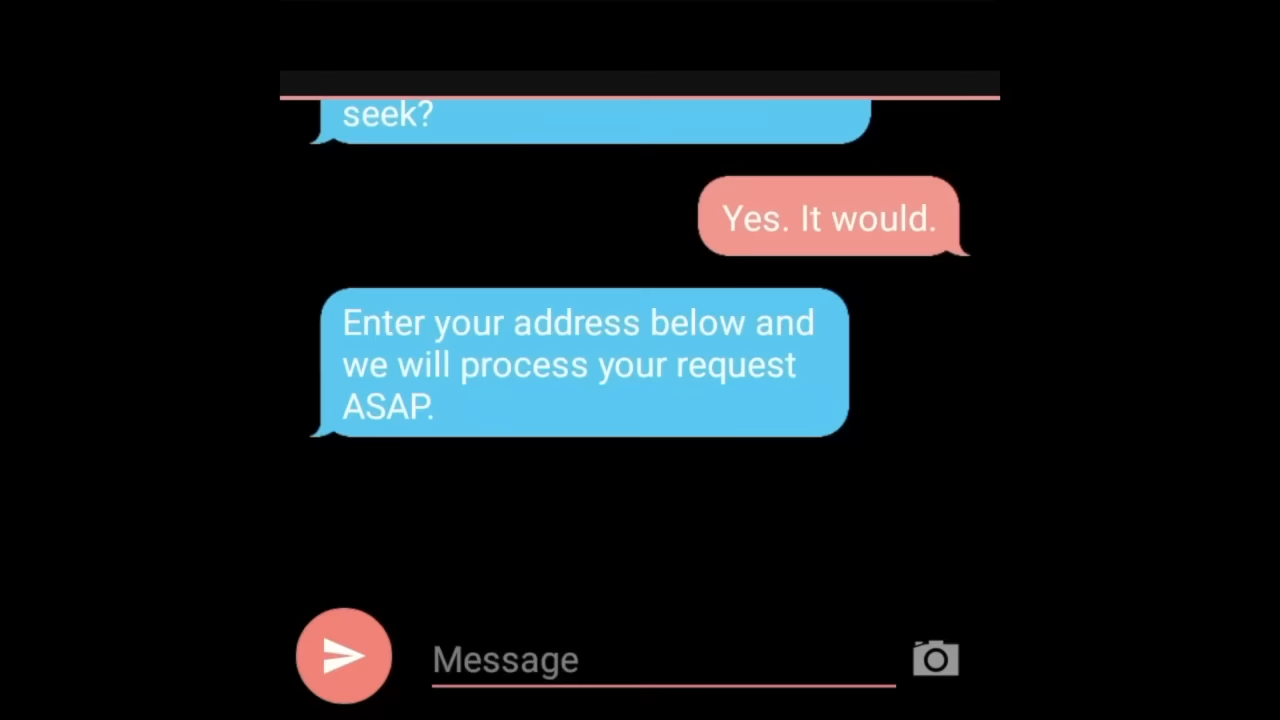 seek?
Yes. It would.
Enter your address below and
we will process your request
ASAP.
Message